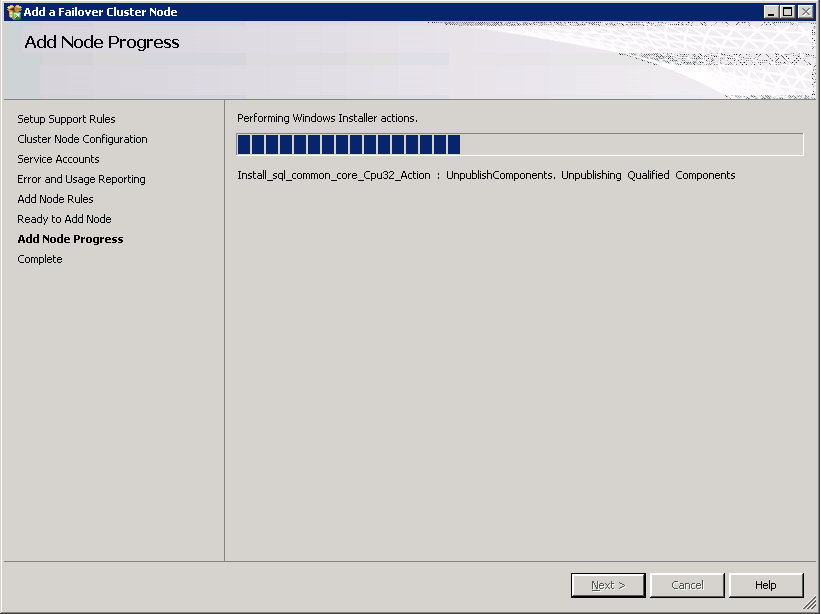 Add a Failover Cluster Node
Add Node Progress
Setup Support Rules
Cluster Node Configuration
Service Accounts
Error and Usage Reporting
Add Node Rules
Ready to Add Node
Add Node Progress
Complete
Performing Windows Installer actions.
Install_sql_common_core_Cpu32_Action : UnpublishComponents. Unpublishing Qualified Components
Next >
Cancel
Help